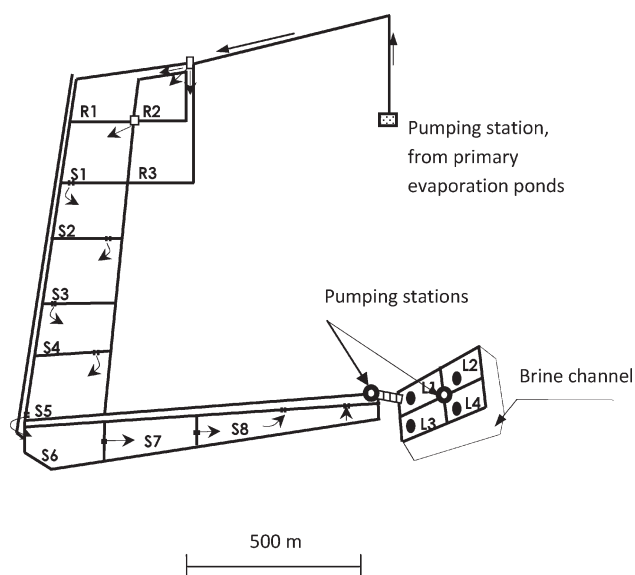 R1
R2
Pumping station,
from primary
evaporation ponds
S1
R3
S2
S3
Pumping stations
S4
L2
L1
Brine channel
L4
S5
L3
S8
S7
S6
500 m